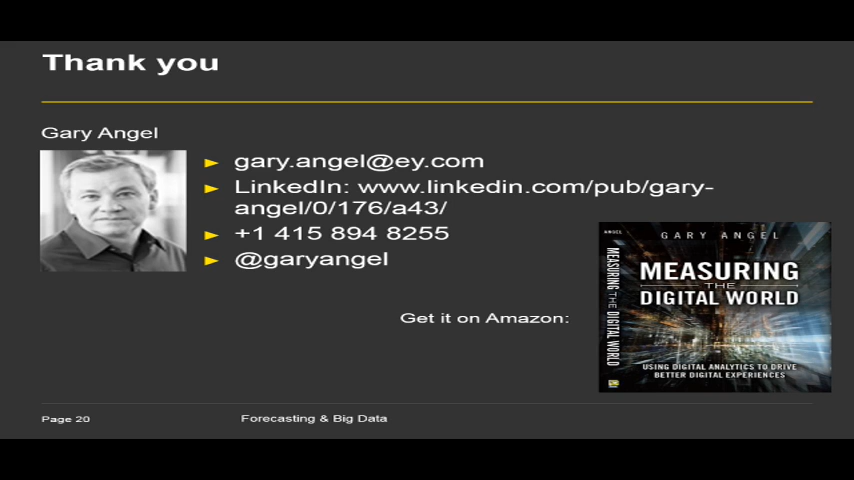 Thank you
Gary Angel
► gary.angel@ey.com
► LinkedIn: www.linkedin.com/pub/gary-
angel/0/176/a43/
► +1 415 894 8255
► @garyangel
Get it on Amazon:
ANGEL
MEASURING THE DIGITAL WORLD
GARY ANGEL
MEASURING
THE
DIGITAL WORLD
USING DIGITAL ANALYTICS TO DRIVE
BETTER DIGITAL EXPERIENCES
Page 20
Forecasting & Big Data